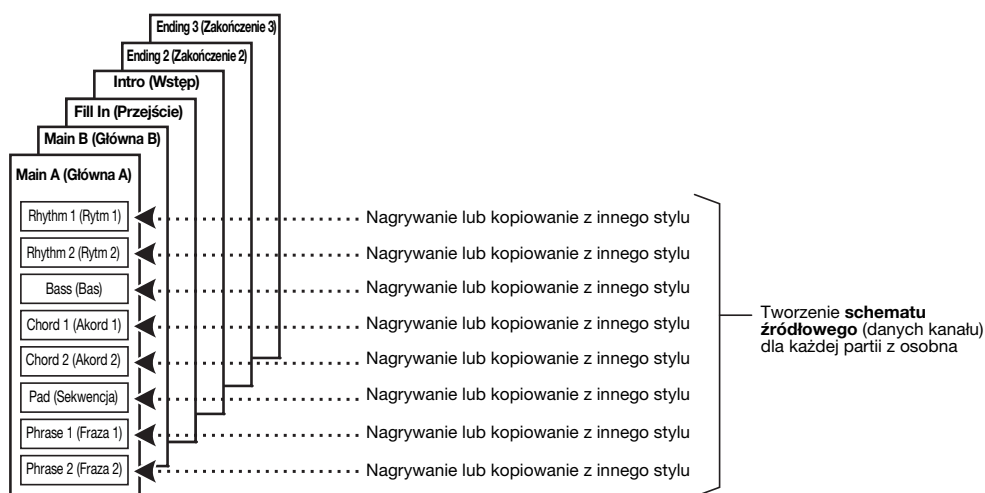 Ending 3 (Zakończenie 3)
Ending 2 (Zakończenie 2)
Intro (Wstęp)
Fill In (Przejście)
Main B (Główna B)
Main A (Główna A)
Rhythm 1 (Rytm 1)
Nagrywanie lub kopiowanie z innego stylu
Rhythm 2 (Rytm 2)
Nagrywanie lub kopiowanie z innego stylu
Bass (Bas)
Nagrywanie lub kopiowanie z innego stylu
Chord 1 (Akord 1)
Nagrywanie lub kopiowanie z innego stylu
Chord 2 (Akord 2)
Nagrywanie lub kopiowanie z innego stylu
Pad (Sekwencja)
Nagrywanie lub kopiowanie z innego stylu
Phrase 1 (Fraza 1)
Nagrywanie lub kopiowanie z innego stylu
Phrase 2 (Fraza 2)
Nagrywanie lub kopiowanie z innego stylu
Tworzenie schematu
źródłowego (danych kanału)
dla każdej partii z osobna